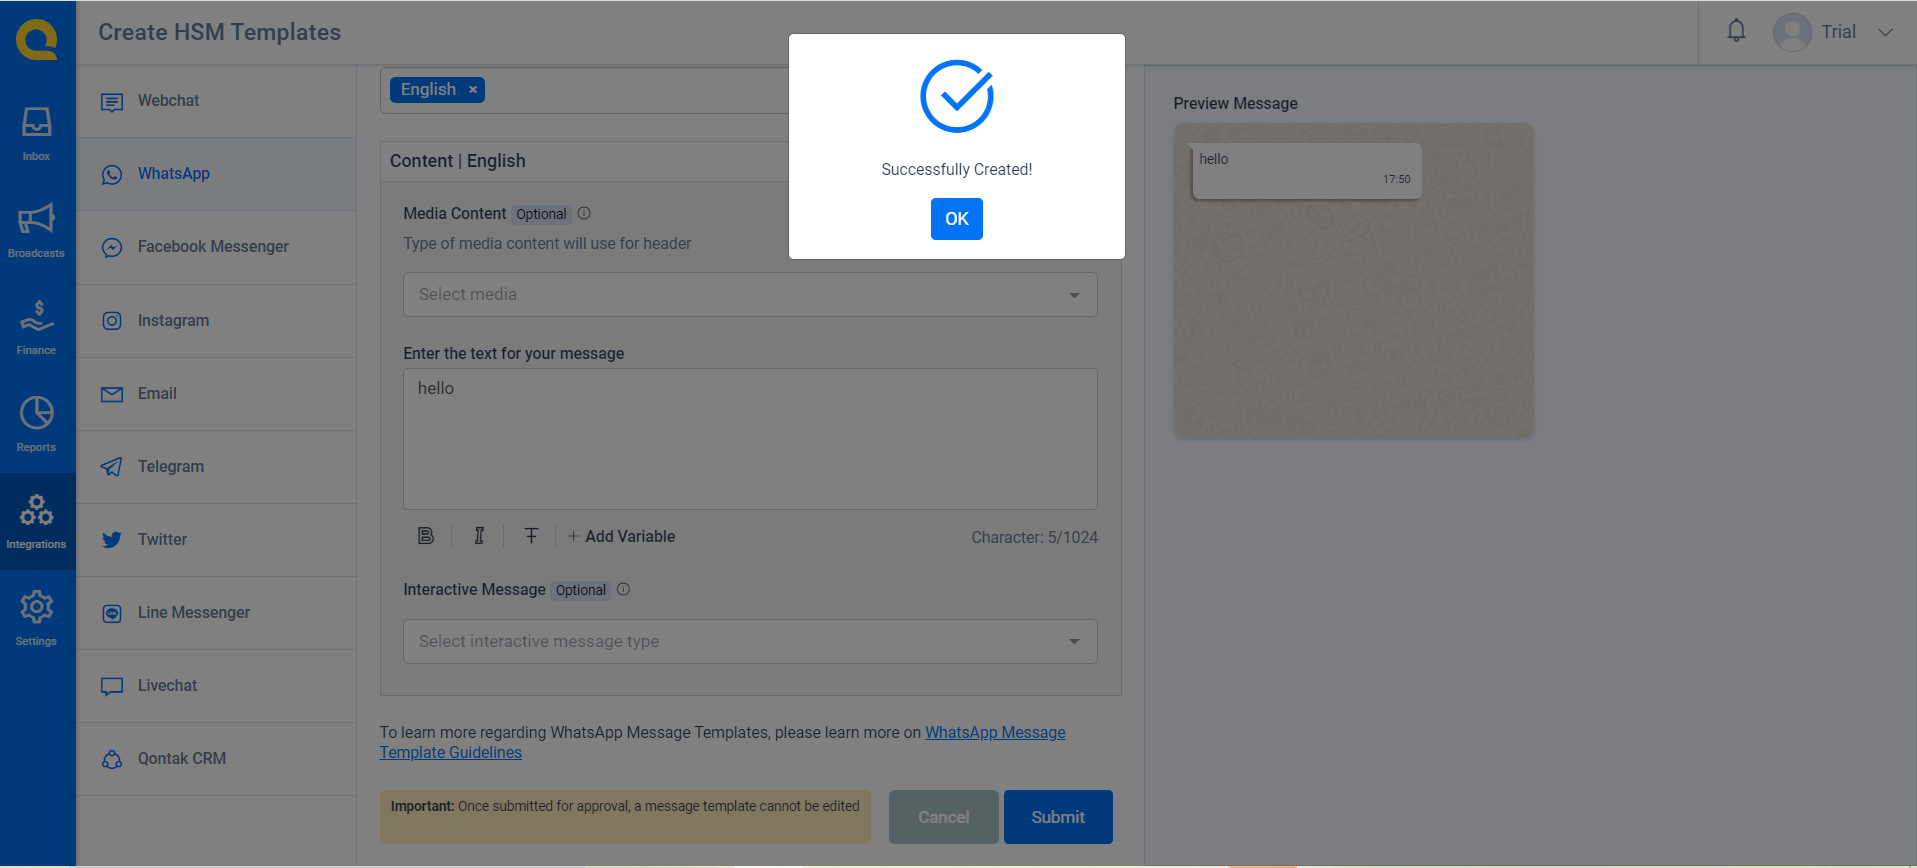 Create HSM Templates
Trial
Inbox
Broadcasts
Finance
Reports
Integrations
Settings
Webchat
WhatsApp
Facebook Messenger
Instagram
Email
Telegram
Twitter
Line Messenger
Livechat
Qontak CRM
English ×
Content | English
Media Content Optional
Type of media content will use for header
Select media
Enter the text for your message
hello
B I T + Add Variable
Character: 5/1024
Interactive Message Optional
Select interactive message type
To learn more regarding WhatsApp Message Templates, please learn more on WhatsApp Message
Template Guidelines
Important: Once submitted for approval, a message template cannot be edited
Cancel
Submit
Successfully Created!
OK
Preview Message
hello
17:50